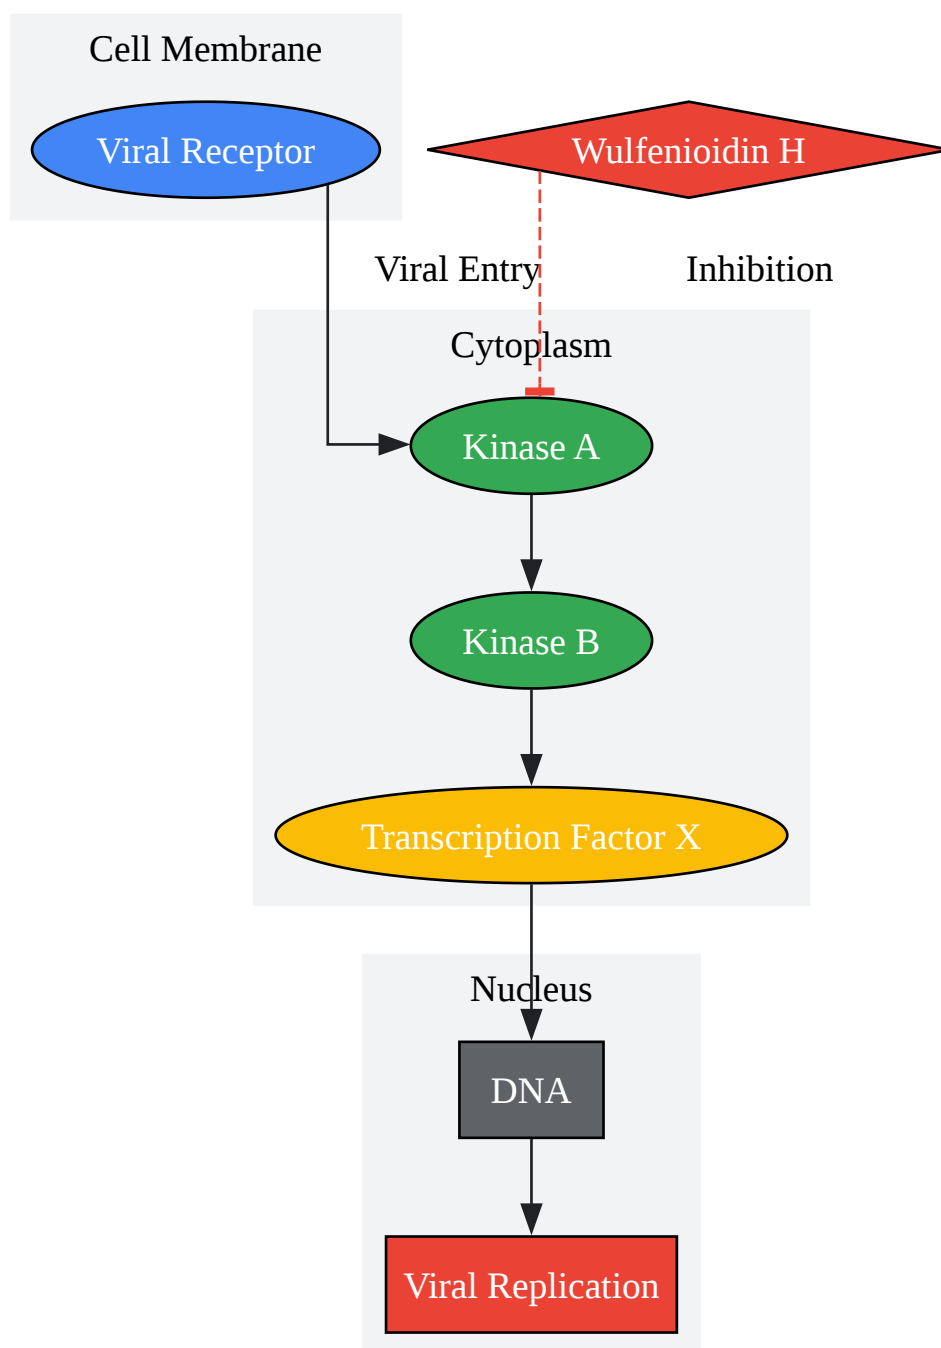 Cell Membrane
Viral Receptor
Wulfenioidin H
Viral Entry
Inhibition
Cytoplasm
Kinase A
Kinase B
Transcription Factor X
Nucleus
DNA
Viral Replication